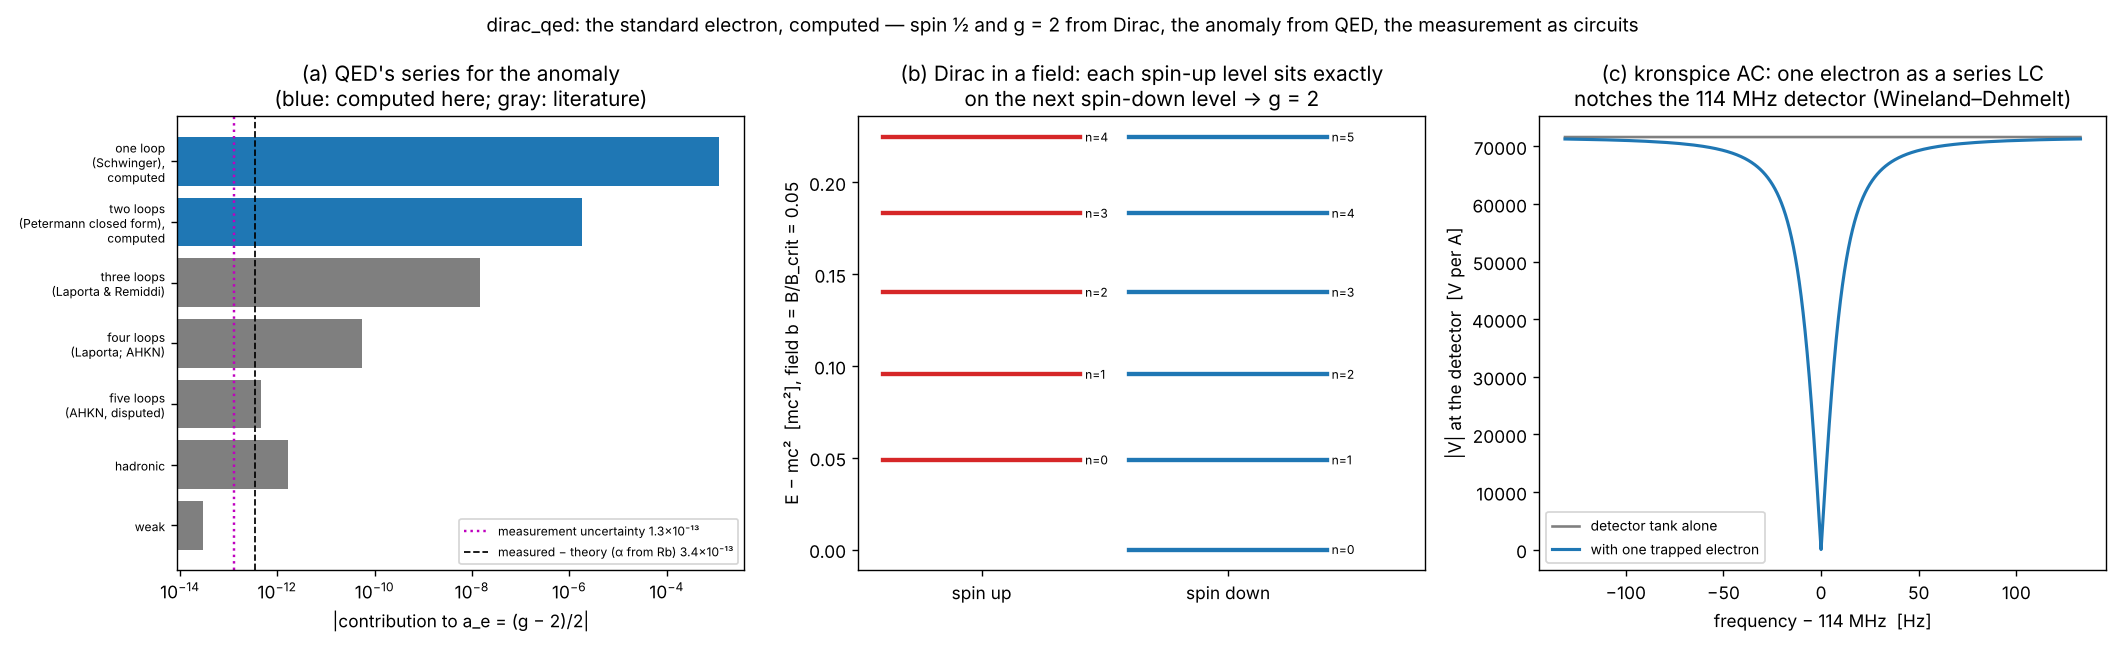 dirac_qed: the standard electron, computed — spin ½ and g = 2 from Dirac, the anomaly from QED, the measurement as circuits
(a) QED's series for the anomaly
(blue: computed here; gray: literature)
one loop
(Schwinger),
computed
two loops
(Petermann closed form),
computed
three loops
(Laporta & Remiddi)
four loops
(Laporta; AHKN)
five loops
(AHKN, disputed)
hadronic
weak
measurement uncertainty 1.3×10⁻¹³
measured − theory (α from Rb) 3.4×10⁻¹³
10⁻¹⁴ 10⁻¹² 10⁻¹⁰ 10⁻⁸ 10⁻⁶ 10⁻⁴
|contribution to a_e = (g − 2)/2|
(b) Dirac in a field: each spin-up level sits exactly
on the next spin-down level → g = 2
E − mc² [mc²], field b = B/B_crit = 0.05
0.20
0.15
0.10
0.05
0.00
n=4 n=5
n=3 n=4
n=2 n=3
n=1 n=2
n=0 n=1
n=0
spin up spin down
(c) kronspice AC: one electron as a series LC
notches the 114 MHz detector (Wineland–Dehmelt)
|V| at the detector [V per A]
70000
60000
50000
40000
30000
20000
10000
0
detector tank alone
with one trapped electron
−100 −50 0 50 100
frequency − 114 MHz [Hz]